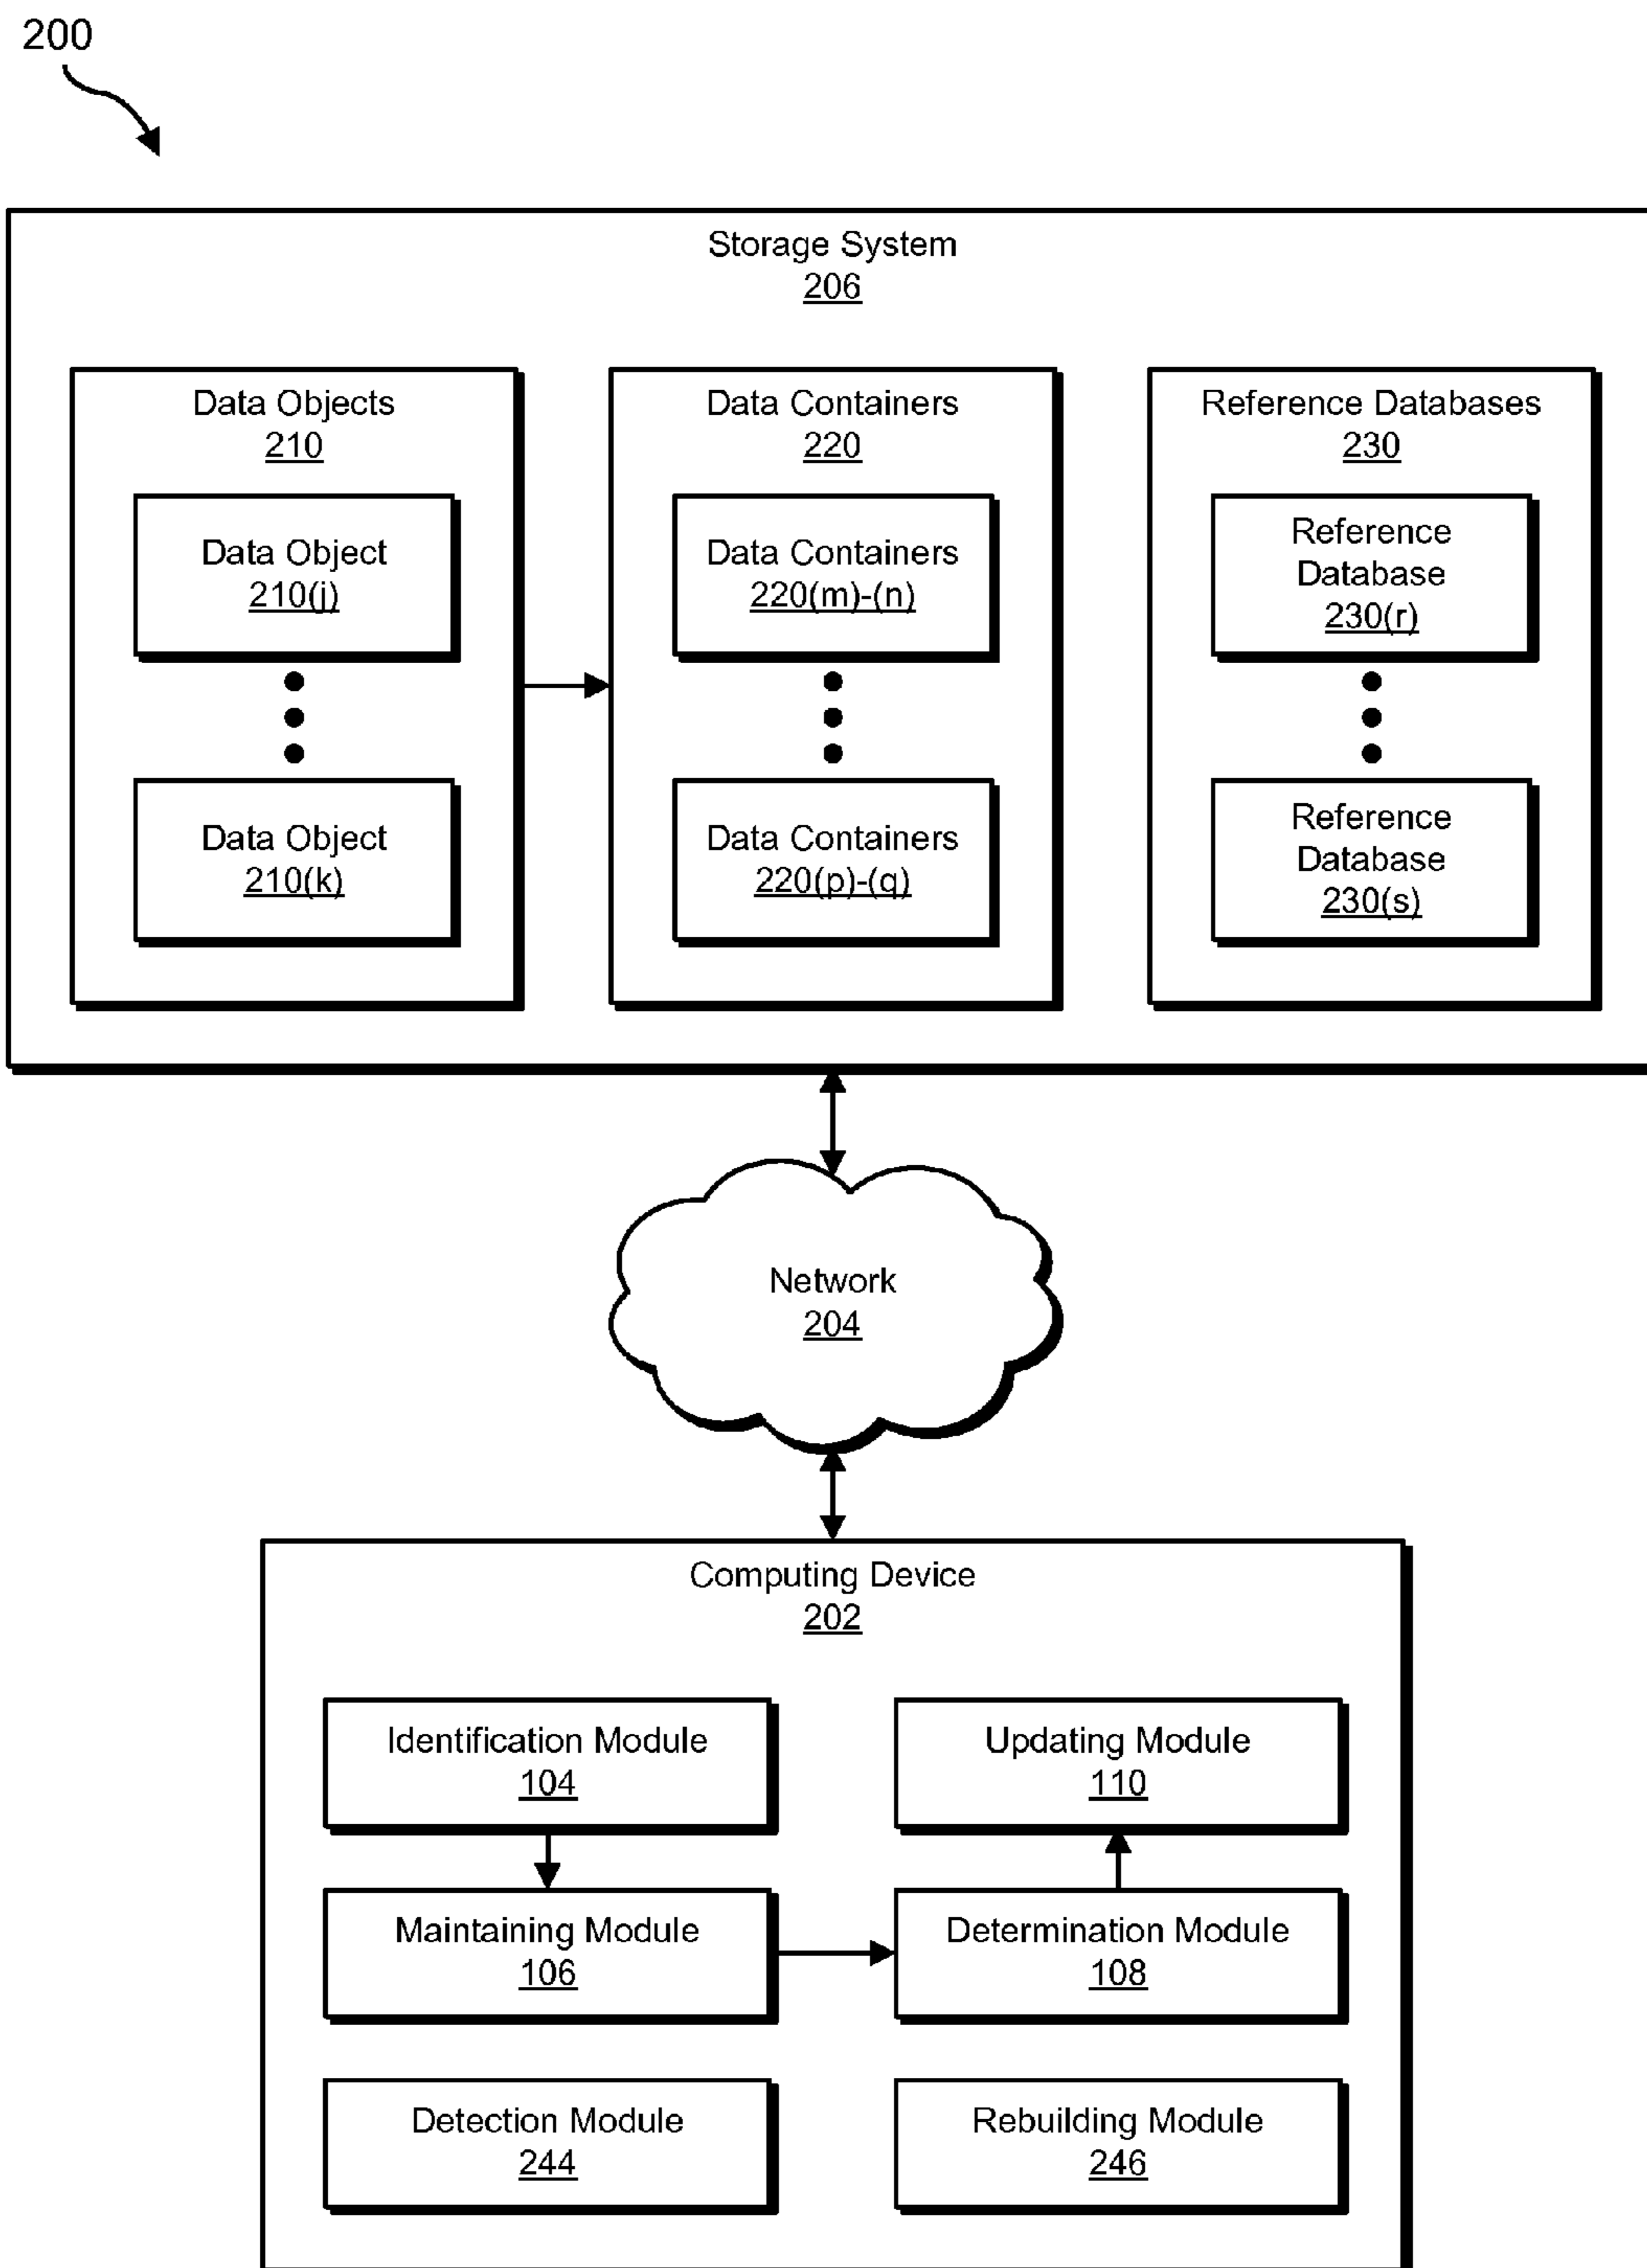 200
Storage System
206
Data Objects
210
Data Object
210(j)
Data Object
210(k)
Data Containers
220
Data Containers
220(m)-(n)
Data Containers
220(p)-(q)
Reference Databases
230
Reference
Database
230(r)
Reference
Database
230(s)
Network
204
Computing Device
202
Identification Module
104
Updating Module
110
Maintaining Module
106
Determination Module
108
Detection Module
244
Rebuilding Module
246